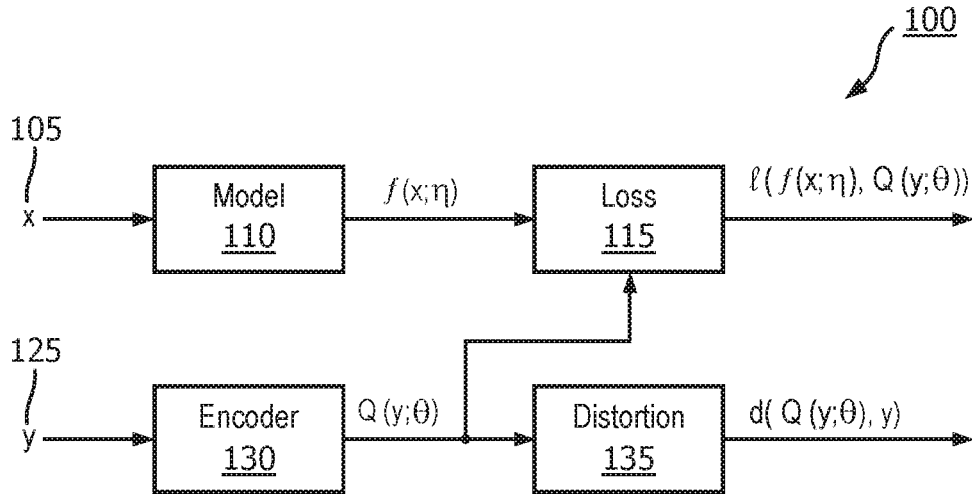 100
105
x
Model
110
f(x;η)
Loss
115
ℓ(f(x;η), Q(y;θ))
125
y
Encoder
130
Q(y;θ)
Distortion
135
d(Q(y;θ), y)